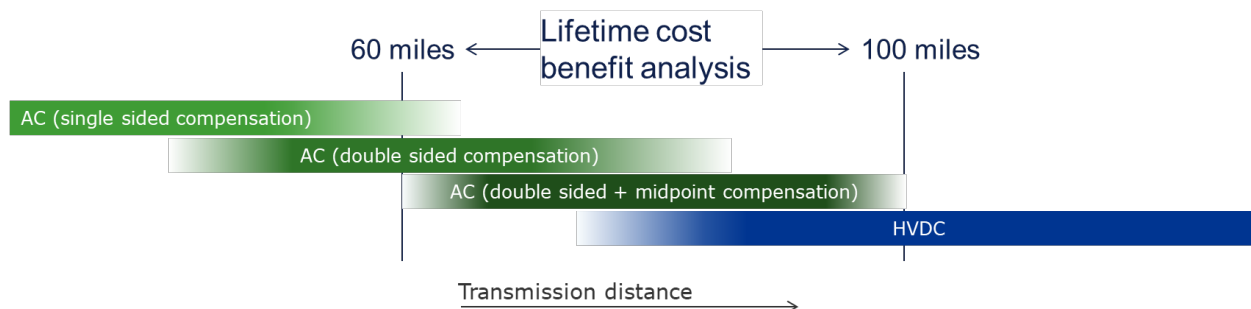 Lifetime cost
benefit analysis
60 miles
100 miles
AC (single sided compensation)
AC (double sided compensation)
AC (double sided + midpoint compensation)
HVDC
Transmission distance